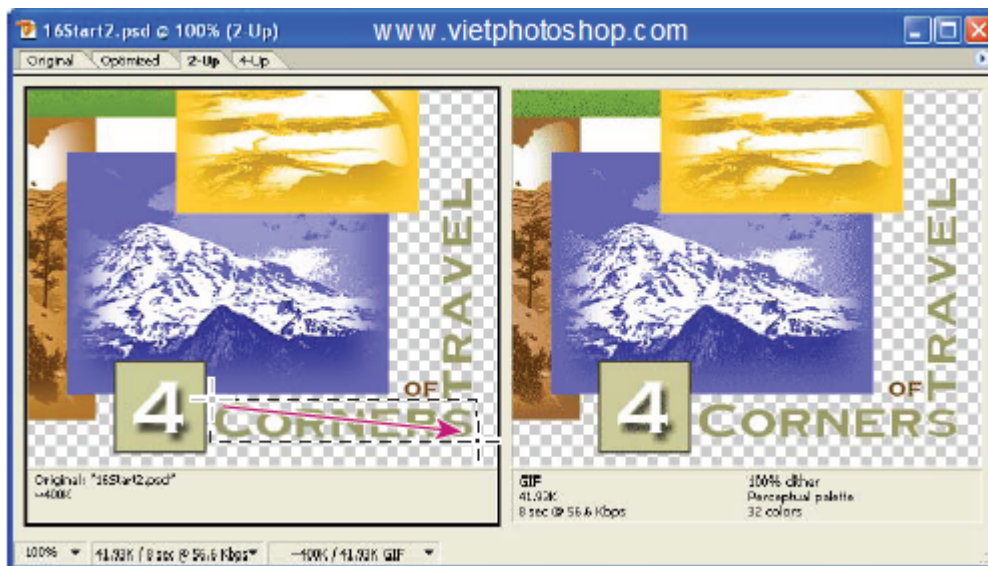 16Start2.psd @ 100% (2-Up)
www.vietphotoshop.com
Original
Optimized
2-Up
4-Up
4
CORNERS
OF
TRAVEL
Original: "16Start2.psd"
~400K
4
CORNERS
OF
TRAVEL
GIF
41.93K
8 sec @ 56.6 Kbps
100% dither
Perceptual palette
32 colors
100%
41.93K / 8 sec @ 56.6 Kbps
~400K / 41.93K GIF